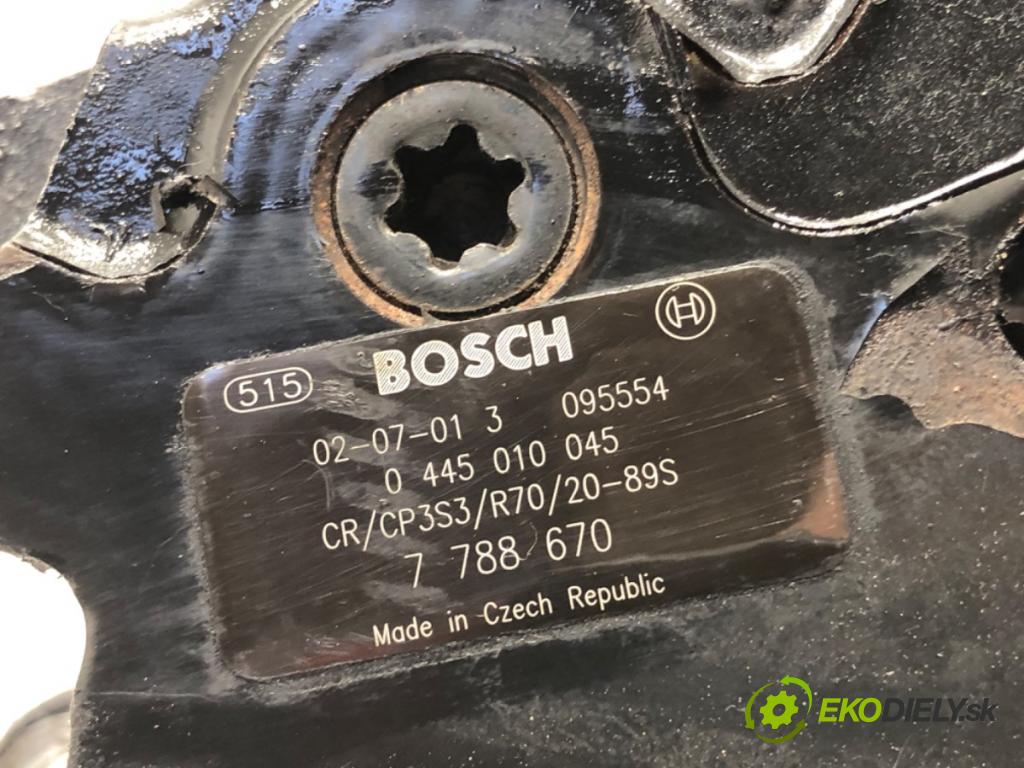 515 BOSCH
02-07-01 3 095554
0 445 010 045
CR/CP3S3/R70/20-89S
7 788 670
Made in Czech Republic
EKODIELY.sk